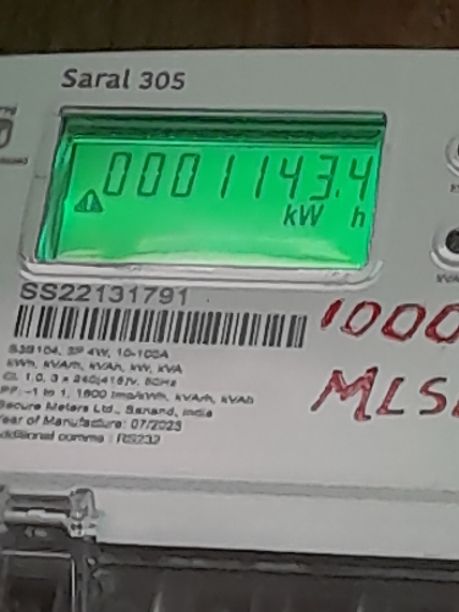 Saral 305
0001143.4
kW h
SS22131791
1000
S3B104, 3P 4W, 10-100A
kWh, kVArh, kVAh, kW, kVA
CL 1.0, 3 x 240(415)V, 50Hz
MLS
PF: -1 to 1, 1600 imp/kWh, kVArh, kVAh
Secure Meters Ltd., Sanand, India
Year of Manufacture: 07/2023
Additional comms : RS232